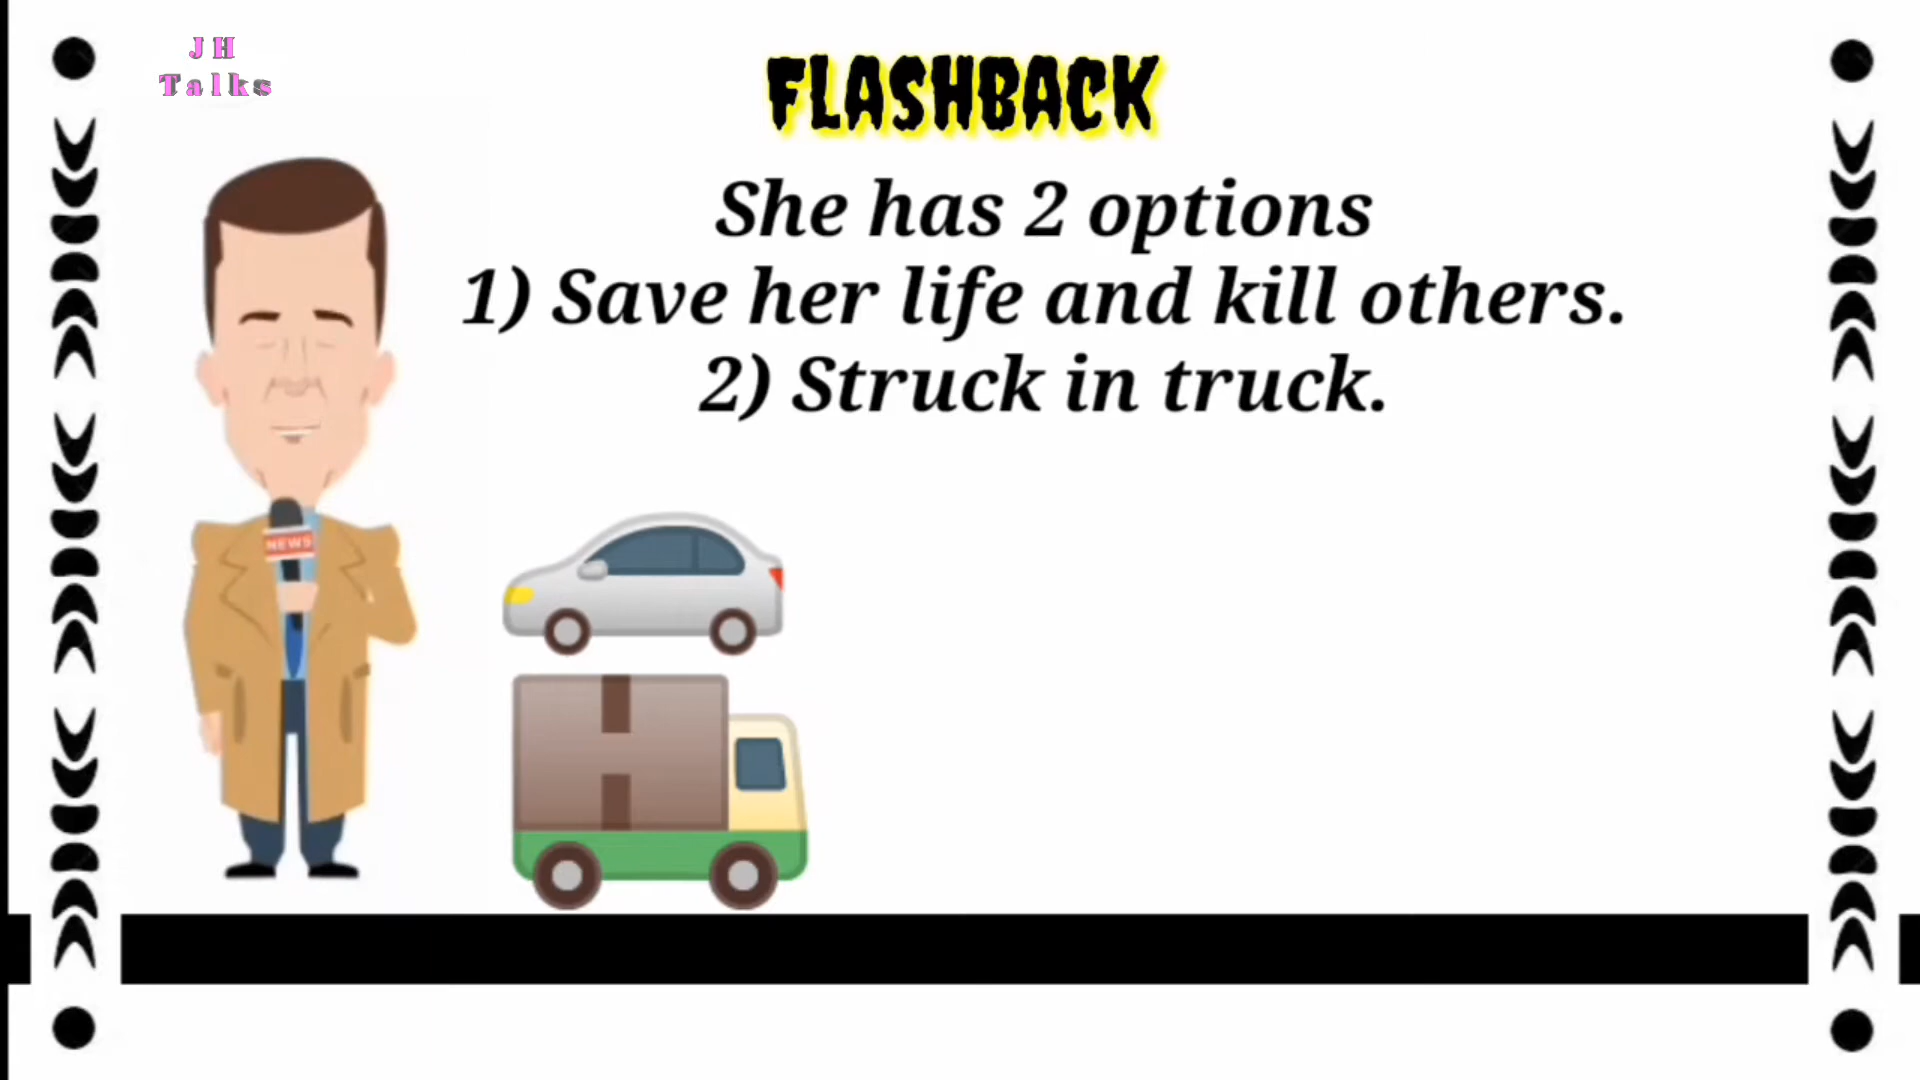 J H
Talks
FLASHBACK
She has 2 options
1) Save her life and kill others.
2) Struck in truck.
NEWS